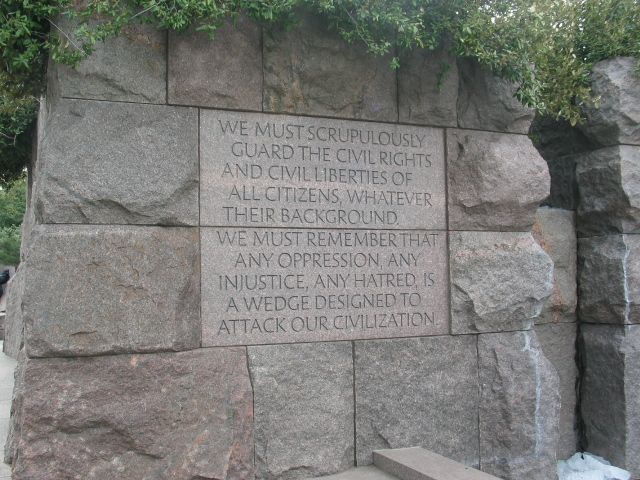 WE MUST SCRUPULOUSLY
GUARD THE CIVIL RIGHTS
AND CIVIL LIBERTIES OF
ALL CITIZENS, WHATEVER
THEIR BACKGROUND.
WE MUST REMEMBER THAT
ANY OPPRESSION, ANY
INJUSTICE, ANY HATRED, IS
A WEDGE DESIGNED TO
ATTACK OUR CIVILIZATION.